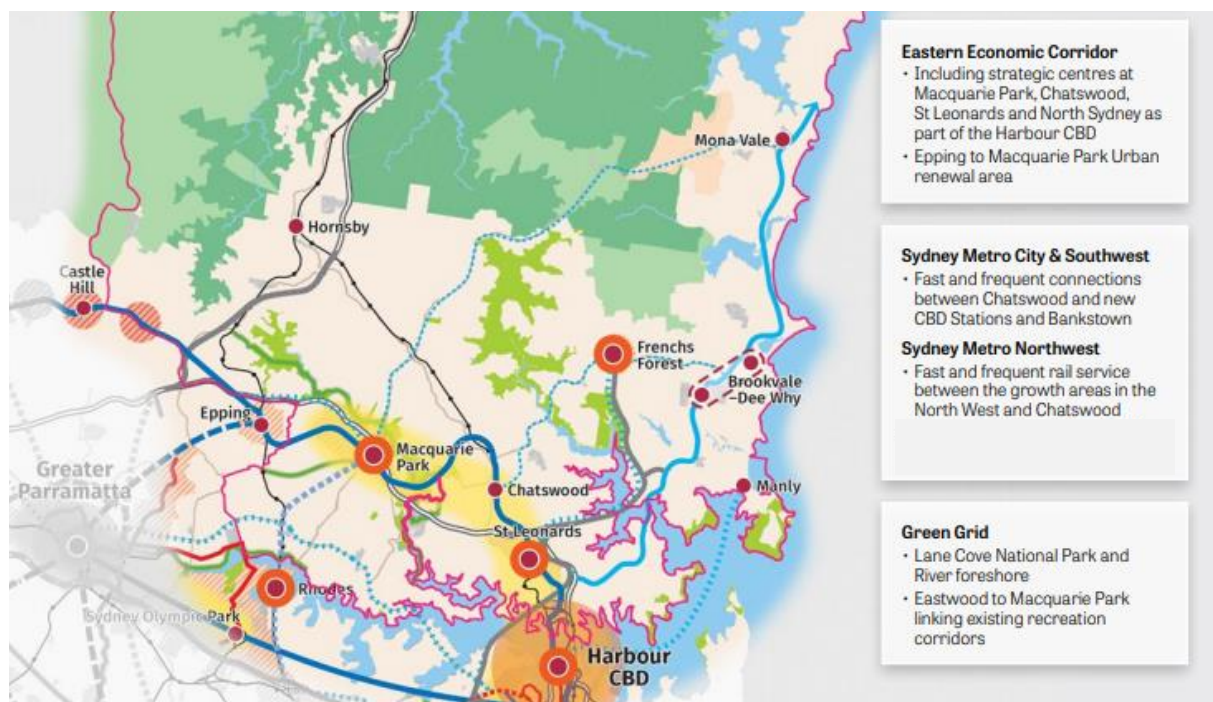 Mona Vale
Hornsby
Castle
Hill
Frenchs
Forest
Brookvale
–Dee Why
Epping
Macquarie
Park
Greater
Parramatta
Chatswood
Manly
St Leonards
Rhodes
Sydney Olympic Park
Harbour
CBD
Eastern Economic Corridor
• Including strategic centres at
Macquarie Park, Chatswood,
St Leonards and North Sydney as
part of the Harbour CBD
• Epping to Macquarie Park Urban
renewal area
Sydney Metro City & Southwest
• Fast and frequent connections
between Chatswood and new
CBD Stations and Bankstown
Sydney Metro Northwest
• Fast and frequent rail service
between the growth areas in the
North West and Chatswood
Green Grid
• Lane Cove National Park and
River foreshore
• Eastwood to Macquarie Park
linking existing recreation
corridors